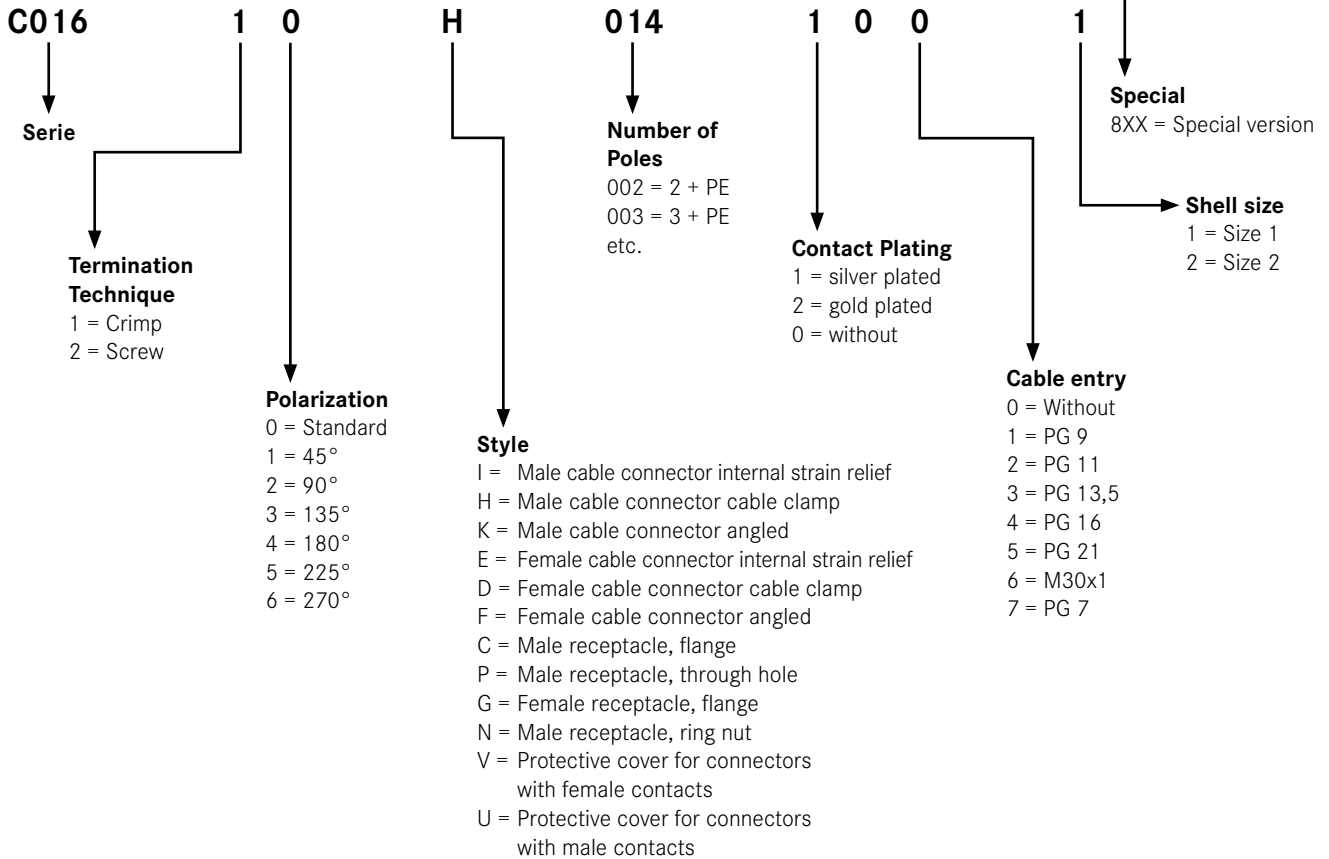 C016 1 0 H 014 1 0 0 1
Serie
Termination
Technique
1 = Crimp
2 = Screw
Polarization
0 = Standard
1 = 45°
2 = 90°
3 = 135°
4 = 180°
5 = 225°
6 = 270°
Style
I = Male cable connector internal strain relief
H = Male cable connector cable clamp
K = Male cable connector angled
E = Female cable connector internal strain relief
D = Female cable connector cable clamp
F = Female cable connector angled
C = Male receptacle, flange
P = Male receptacle, through hole
G = Female receptacle, flange
N = Male receptacle, ring nut
V = Protective cover for connectors
with female contacts
U = Protective cover for connectors
with male contacts
Number of
Poles
002 = 2 + PE
003 = 3 + PE
etc.
Contact Plating
1 = silver plated
2 = gold plated
0 = without
Cable entry
0 = Without
1 = PG 9
2 = PG 11
3 = PG 13,5
4 = PG 16
5 = PG 21
6 = M30x1
7 = PG 7
Shell size
1 = Size 1
2 = Size 2
Special
8XX = Special version